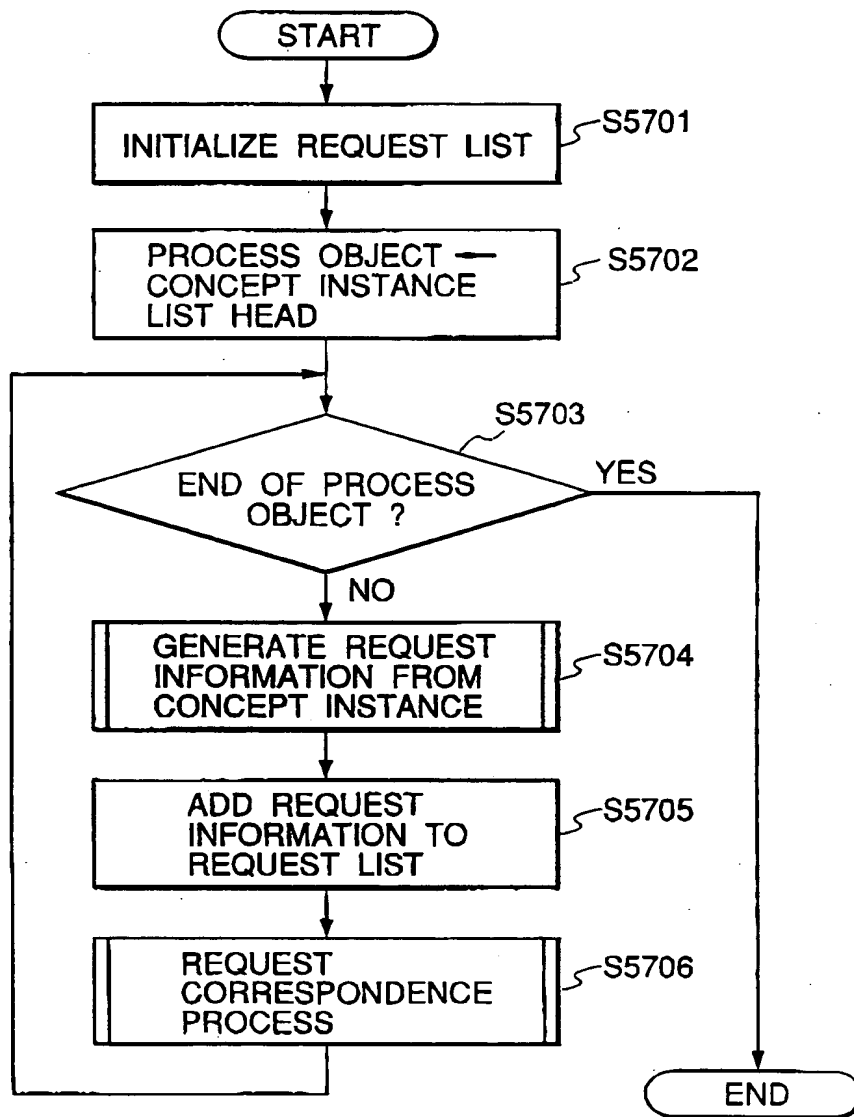 START
INITIALIZE REQUEST LIST
S5701
PROCESS OBJECT ←
CONCEPT INSTANCE
LIST HEAD
S5702
S5703
END OF PROCESS
OBJECT ?
YES
NO
GENERATE REQUEST
INFORMATION FROM
CONCEPT INSTANCE
S5704
ADD REQUEST
INFORMATION TO
REQUEST LIST
S5705
REQUEST
CORRESPONDENCE
PROCESS
S5706
END